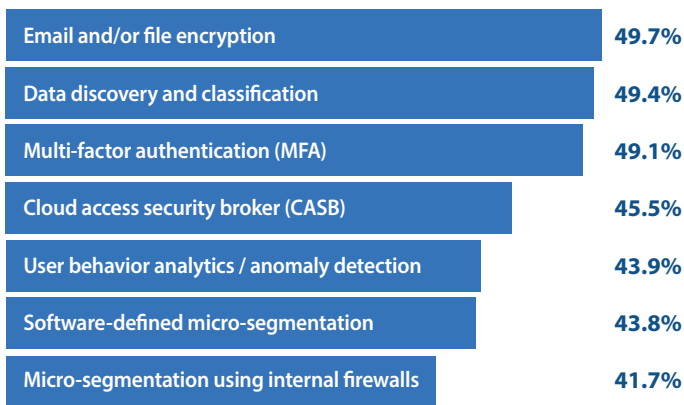 Email and/or file encryption 49.7%
Data discovery and classification 49.4%
Multi-factor authentication (MFA) 49.1%
Cloud access security broker (CASB) 45.5%
User behavior analytics / anomaly detection 43.9%
Software-defined micro-segmentation 43.8%
Micro-segmentation using internal firewalls 41.7%